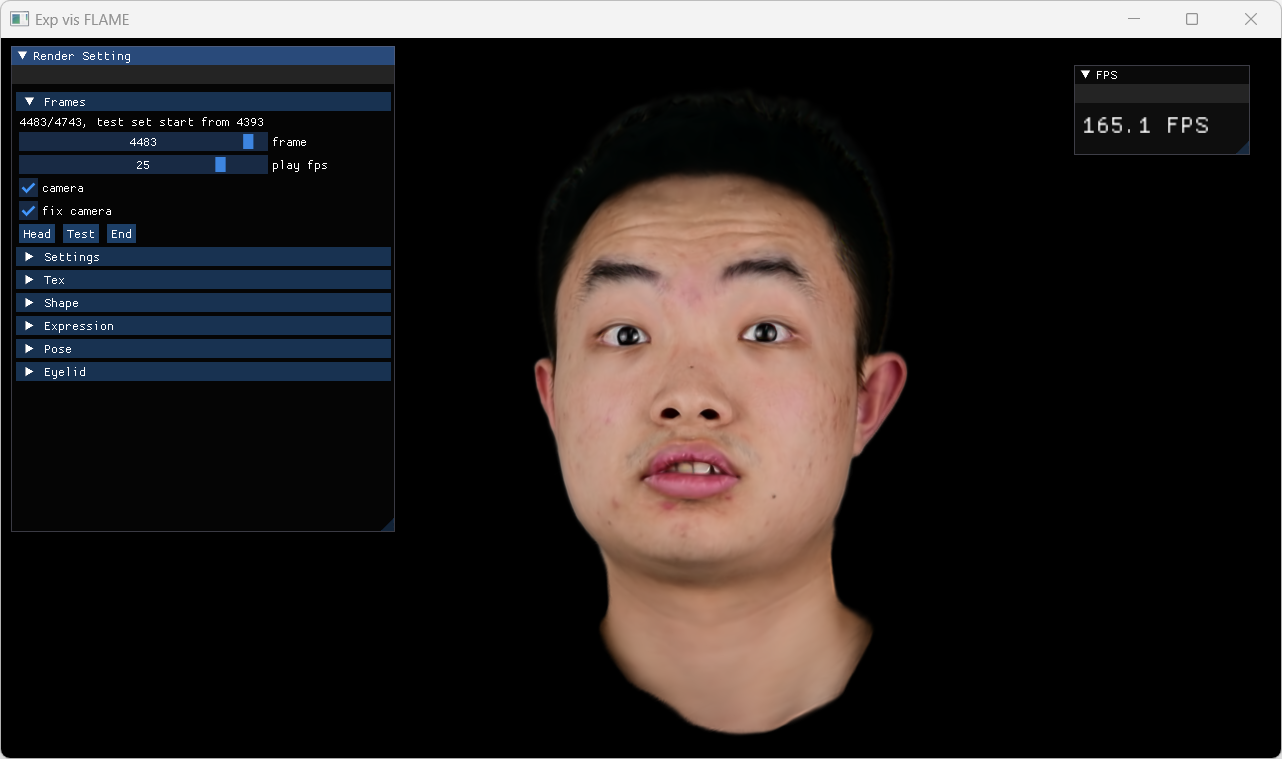 Exp vis FLAME
Render Setting
Frames
4483/4743, test set start from 4393
4483 frame
25 play fps
camera
fix camera
Head Test End
Settings
Tex
Shape
Expression
Pose
Eyelid
FPS
165.1 FPS